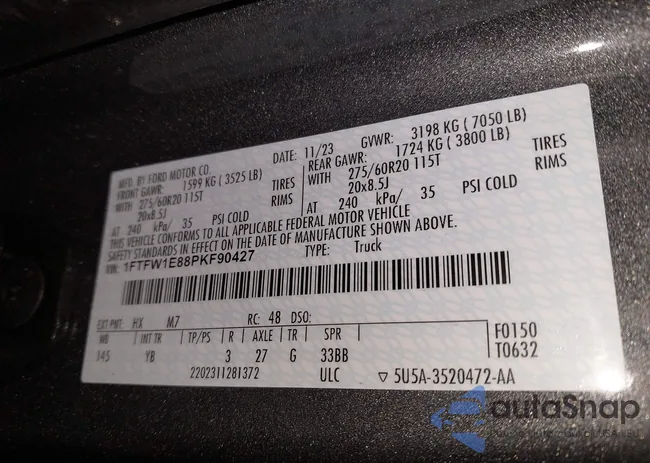 MFD. BY FORD MOTOR CO.
DATE: 11/23 GVWR: 3198 KG ( 7050 LB)
FRONT GAWR: 1599 KG ( 3525 LB)
REAR GAWR: 1724 KG ( 3800 LB)
WITH 275/60R20 115T TIRES
WITH 275/60R20 115T TIRES
20x8.5J RIMS
20x8.5J RIMS
AT 240 kPa/ 35 PSI COLD
AT 240 kPa/ 35 PSI COLD
THIS VEHICLE CONFORMS TO ALL APPLICABLE FEDERAL MOTOR VEHICLE
SAFETY STANDARDS IN EFFECT ON THE DATE OF MANUFACTURE SHOWN ABOVE.
VIN: 1FTFW1E88PKF90427 TYPE: Truck
EXT PNT: HX M7 RC: 48 DSO:
WB INT TR TP/PS R AXLE TR SPR
145 YB 3 27 G 33BB
F0150
T0632
2202311281372 ULC ▽ 5U5A-3520472-AA
autoSnap